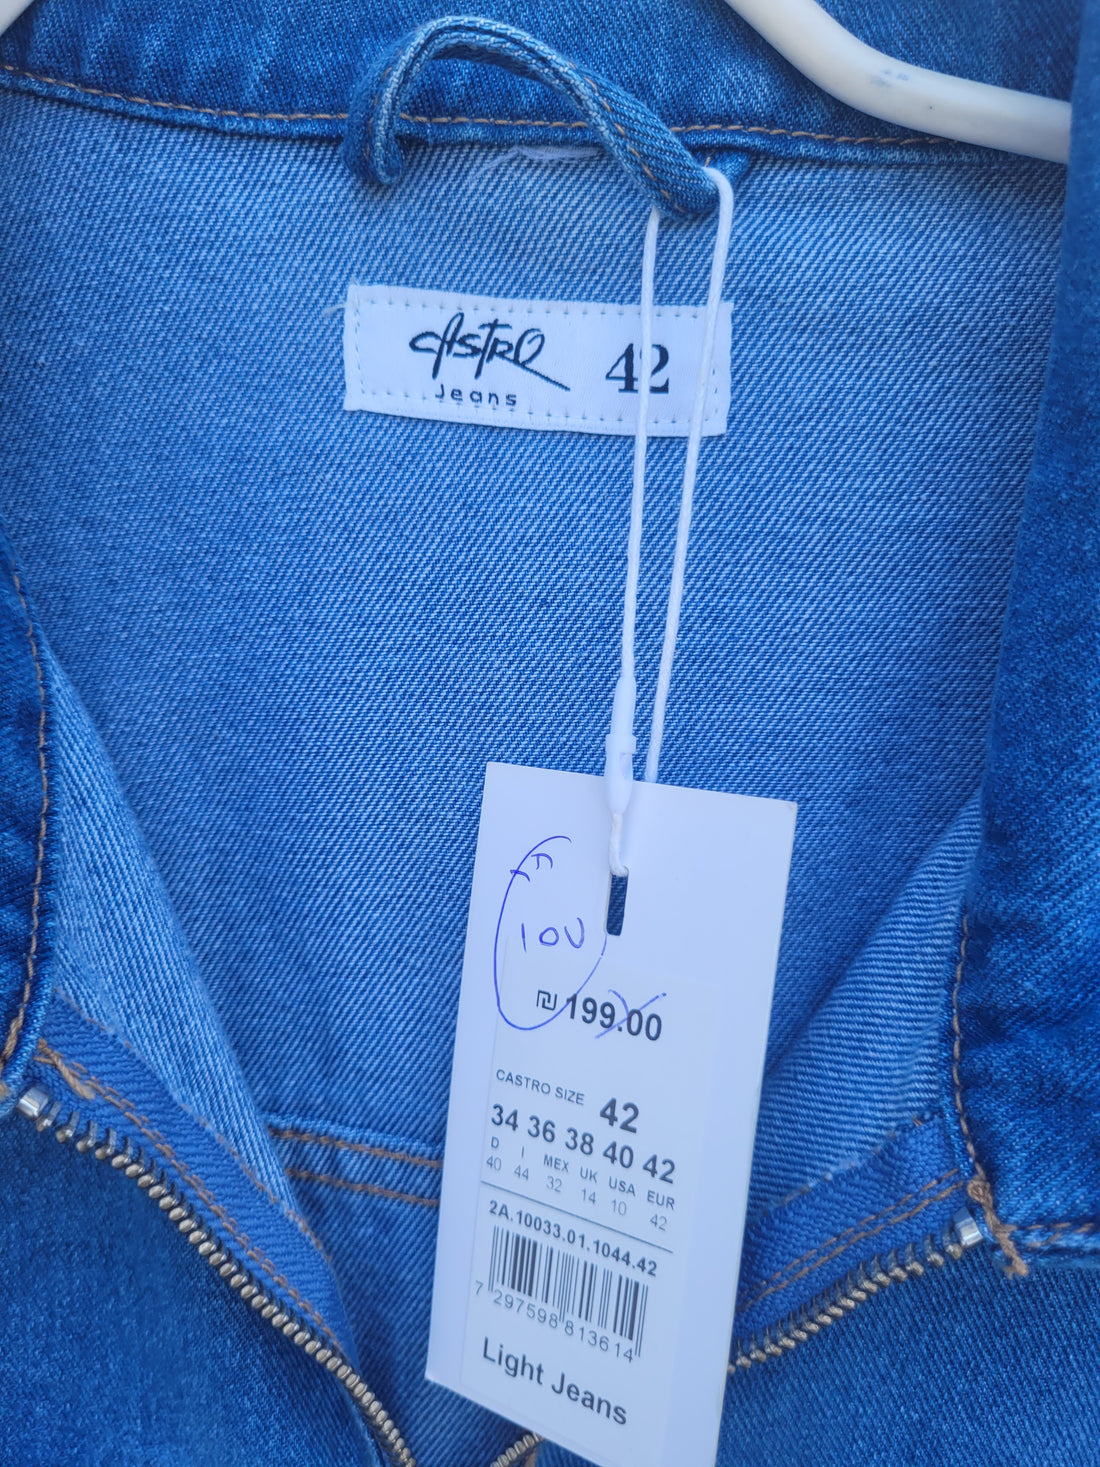 CASTRO 42
Jeans
100
₪ 199.00
CASTRO SIZE 42
34 36 38 40 42
D I MEX UK USA EUR
40 44 32 14 10 42
2A.10033.01.1044.42
7 297598 813614
Light Jeans